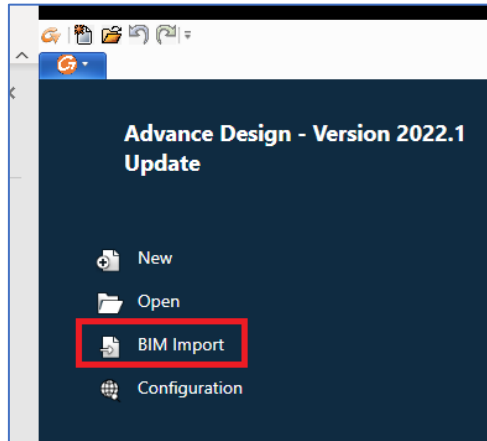 Advance Design - Version 2022.1
Update
New
Open
BIM Import
Configuration